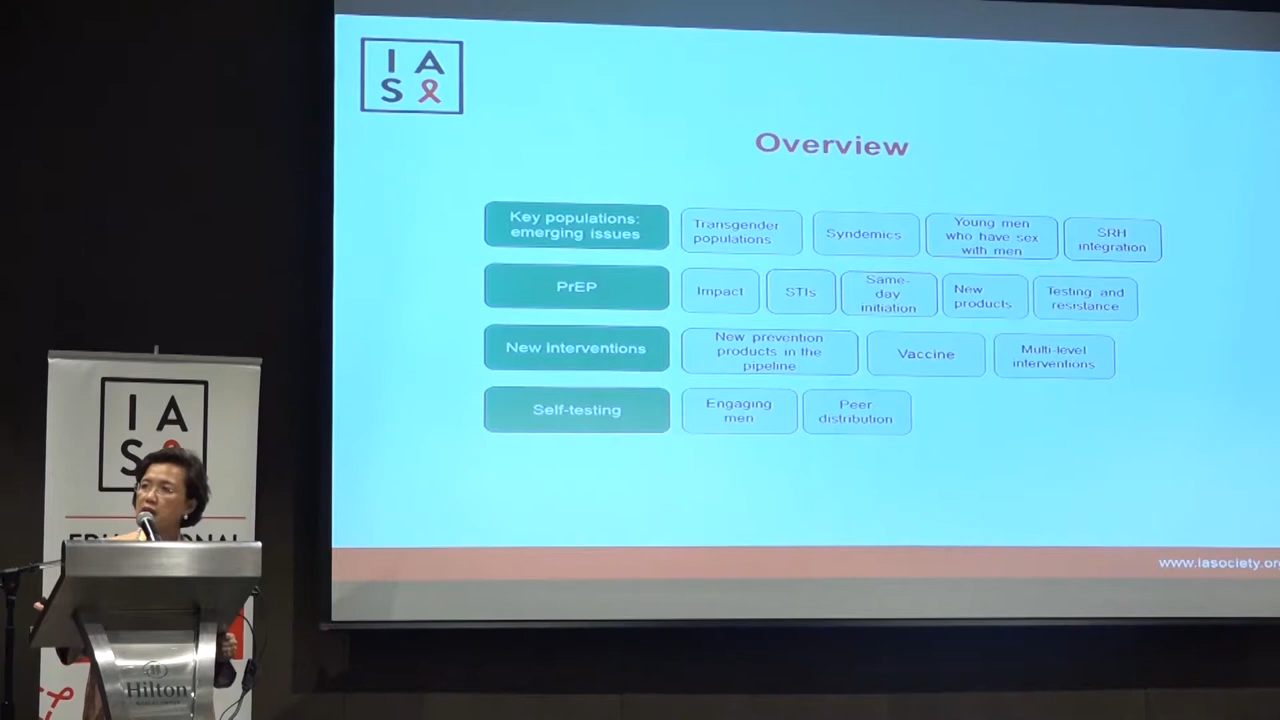 I A
S
Overview
Key populations:
emerging issues
Transgender
populations
Syndemics
Young men
who have sex
with men
SRH
integration
PrEP
Impact
STIs
Same-
day
initiation
New
products
Testing and
resistance
New interventions
New prevention
products in the
pipeline
Vaccine
Multi-level
interventions
Self-testing
Engaging
men
Peer
distribution
www.iasociety.org
I A
S
Hilton